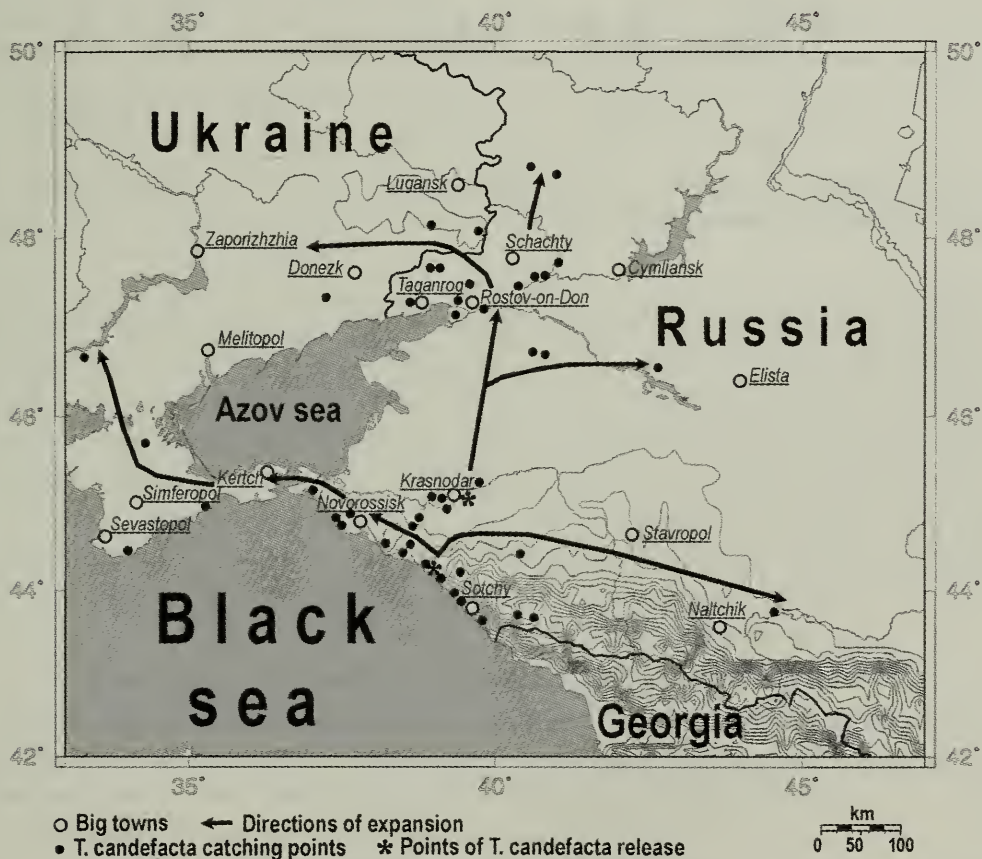 35° 40° 45°
50° 50°
Ukraine
Lugansk
48° Zaporizhzhia Schachty 48°
Donezk Cymljansk
Taganrog Rostov-on-Don
Russia
Melitopol
Elista
46° Azov sea 46°
Kertch Krasnodar
Simferopol Novorossisk
Sevastopol Stavropol
44° 44°
Sotchy
Naltchik
Black
sea
Georgia
42° 42°
35° 40° 45°
km
Big towns Directions of expansion
T. candefacta catching points * Points of T. candefacta release
0 50 100